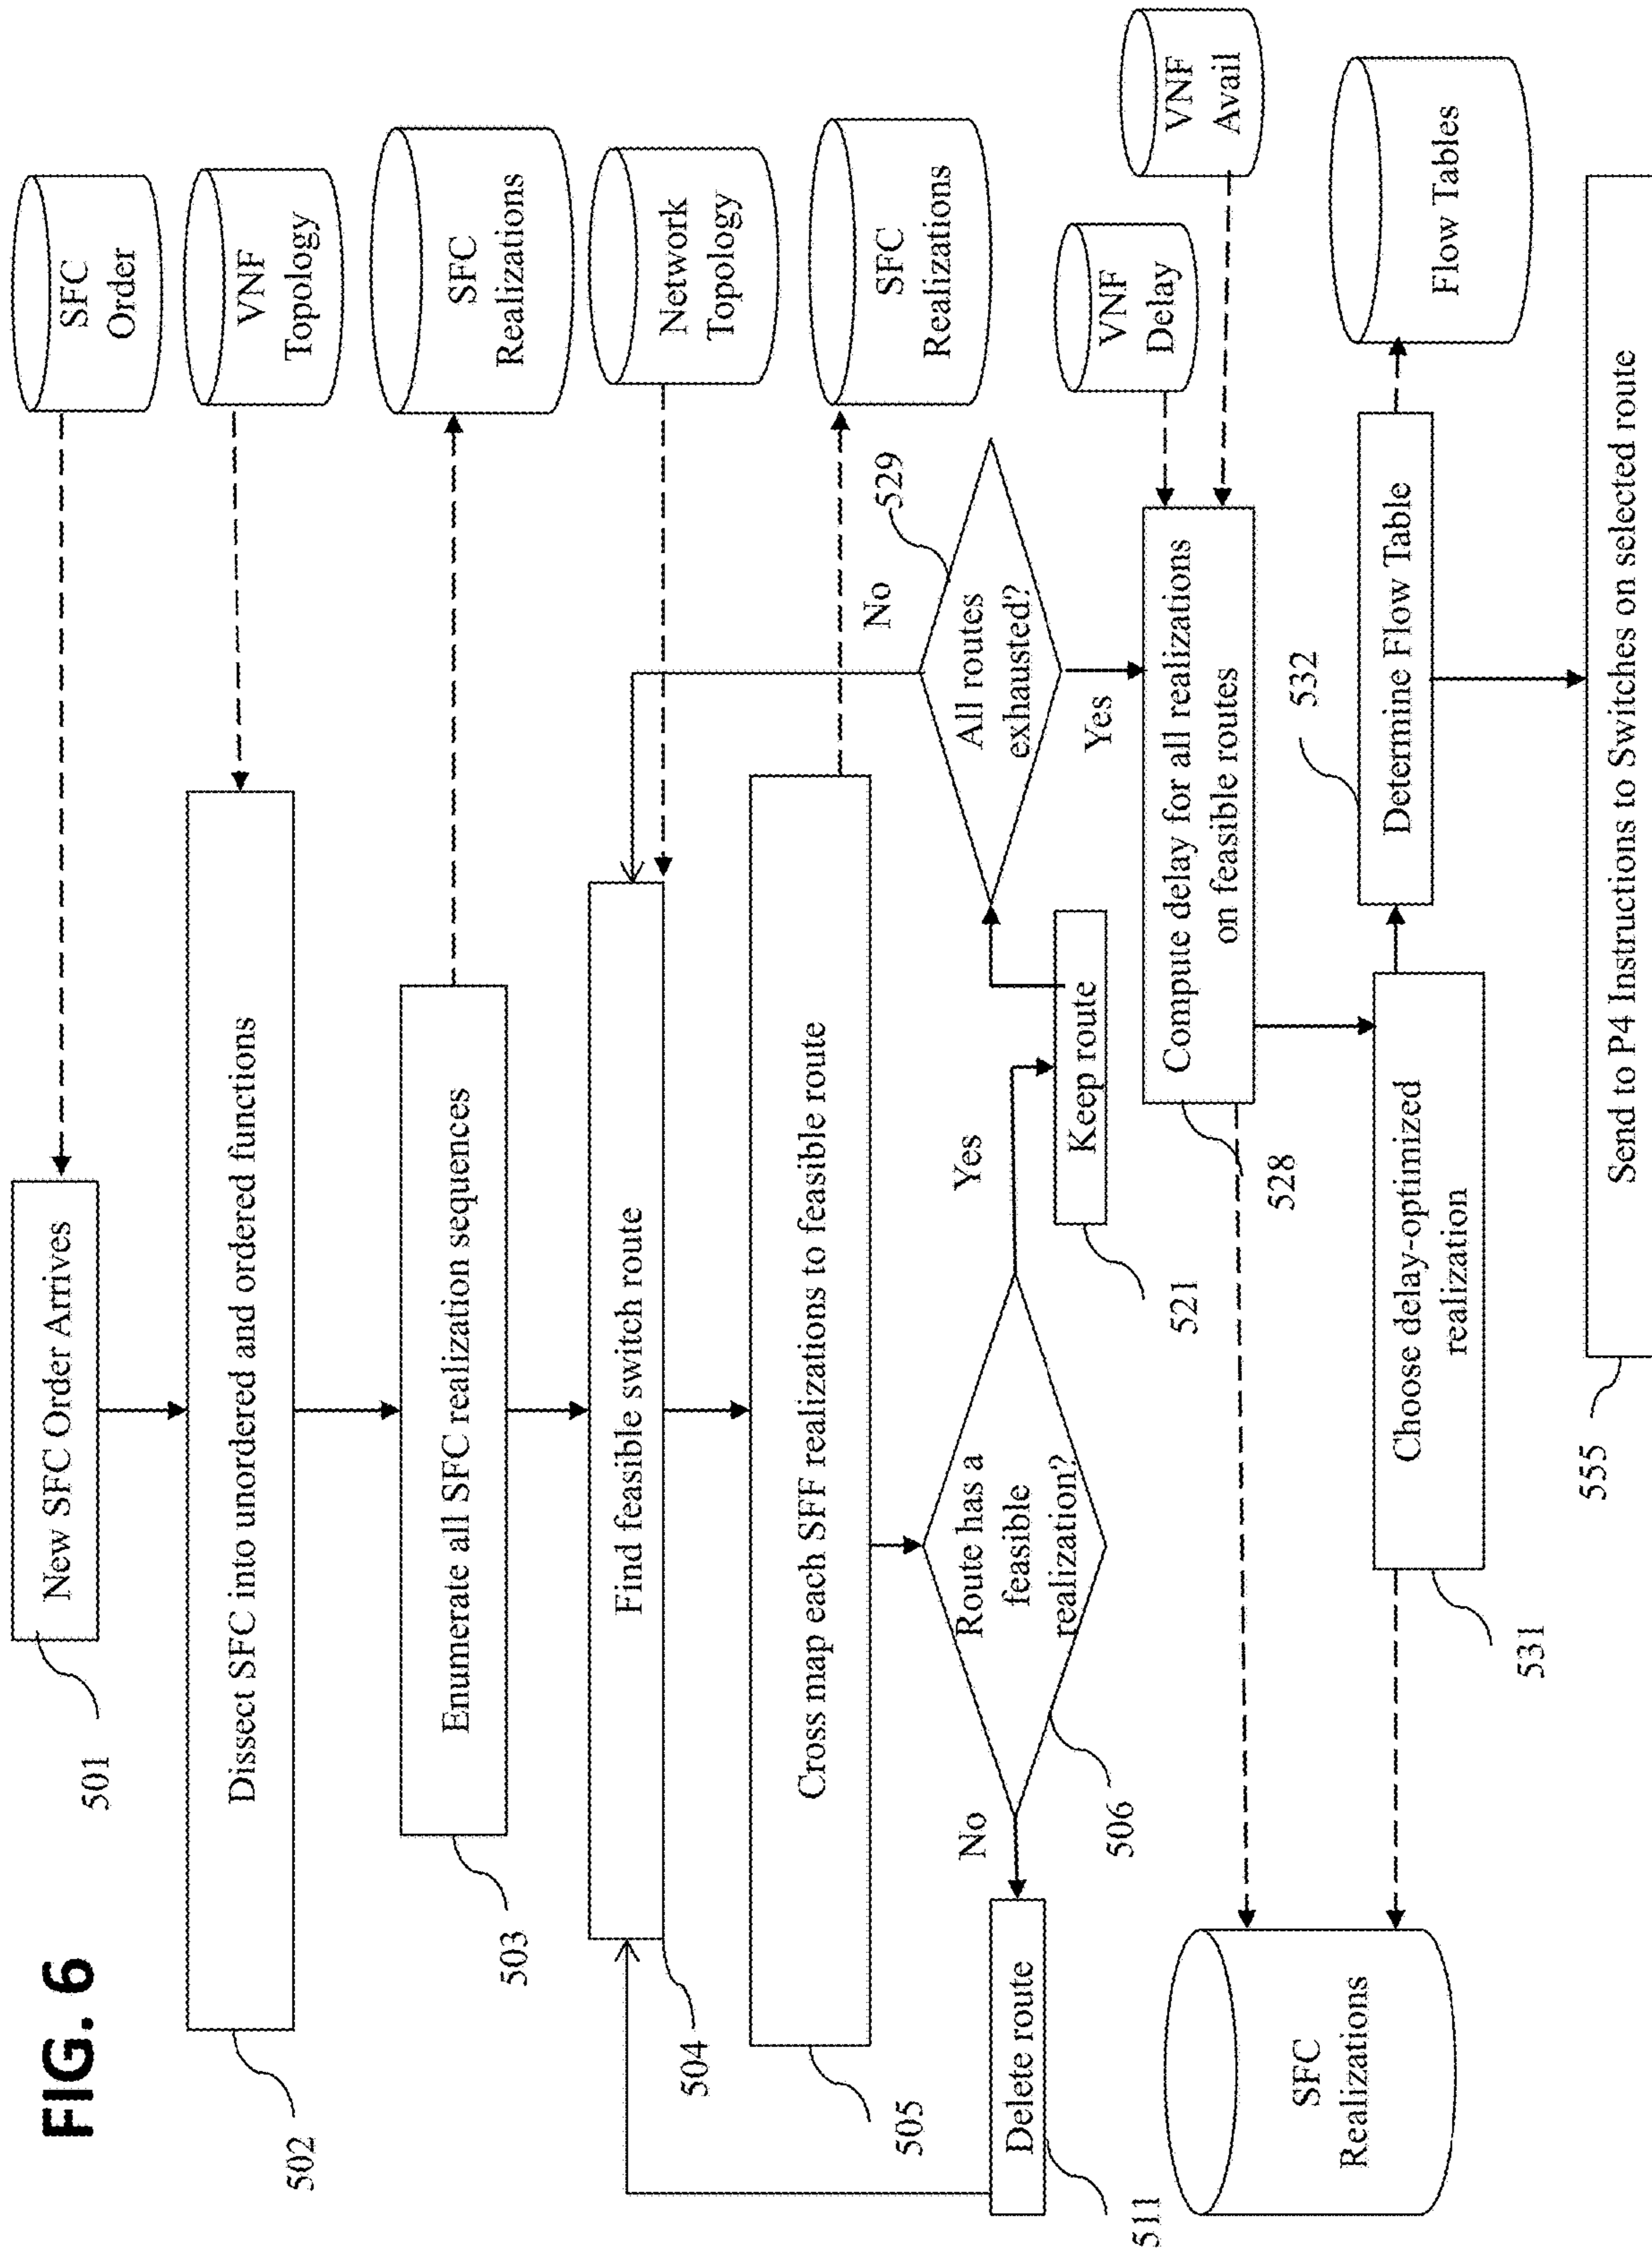 FIG. 6
501
New SFC Order Arrives
SFC
Order
502
Dissect SFC into unordered and ordered functions
VNF
Topology
503
Enumerate all SFC realization sequences
SFC
Realizations
504
Find feasible switch route
Network
Topology
505
Cross map each SFF realizations to feasible route
SFC
Realizations
511
Delete route
No
506
Route has a
feasible
realization?
Yes
521
Keep route
529
All routes
exhausted?
No
Yes
VNF
Delay
VNF
Avail
528
Compute delay for all realizations
on feasible routes
SFC
Realizations
531
Choose delay-optimized
realization
532
Determine Flow Table
Flow Tables
555
Send to P4 Instructions to Switches on selected route